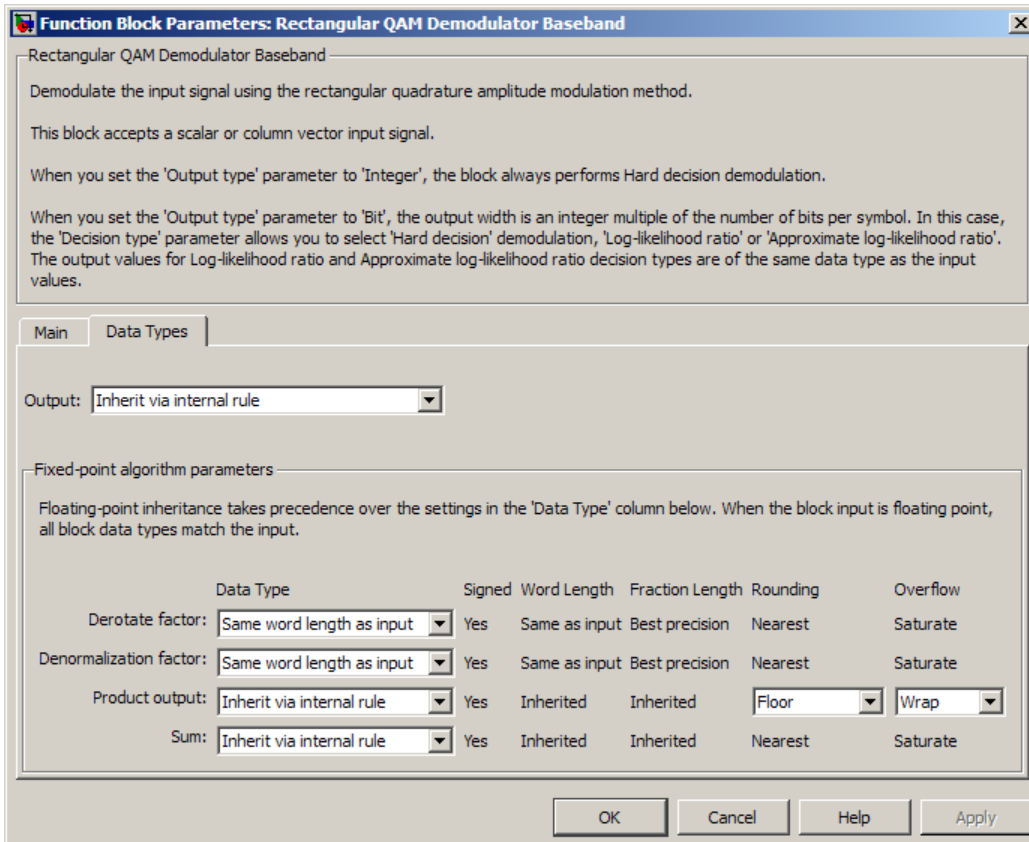 Function Block Parameters: Rectangular QAM Demodulator Baseband
Rectangular QAM Demodulator Baseband
Demodulate the input signal using the rectangular quadrature amplitude modulation method.
This block accepts a scalar or column vector input signal.
When you set the 'Output type' parameter to 'Integer', the block always performs Hard decision demodulation.
When you set the 'Output type' parameter to 'Bit', the output width is an integer multiple of the number of bits per symbol. In this case,
the 'Decision type' parameter allows you to select 'Hard decision' demodulation, 'Log-likelihood ratio' or 'Approximate log-likelihood ratio'.
The output values for Log-likelihood ratio and Approximate log-likelihood ratio decision types are of the same data type as the input
values.
Main Data Types
Output: Inherit via internal rule
Fixed-point algorithm parameters
Floating-point inheritance takes precedence over the settings in the 'Data Type' column below. When the block input is floating point,
all block data types match the input.
Data Type Signed Word Length Fraction Length Rounding Overflow
Derotate factor: Same word length as input Yes Same as input Best precision Nearest Saturate
Denormalization factor: Same word length as input Yes Same as input Best precision Nearest Saturate
Product output: Inherit via internal rule Yes Inherited Inherited Floor Wrap
Sum: Inherit via internal rule Yes Inherited Inherited Nearest Saturate
OK Cancel Help Apply